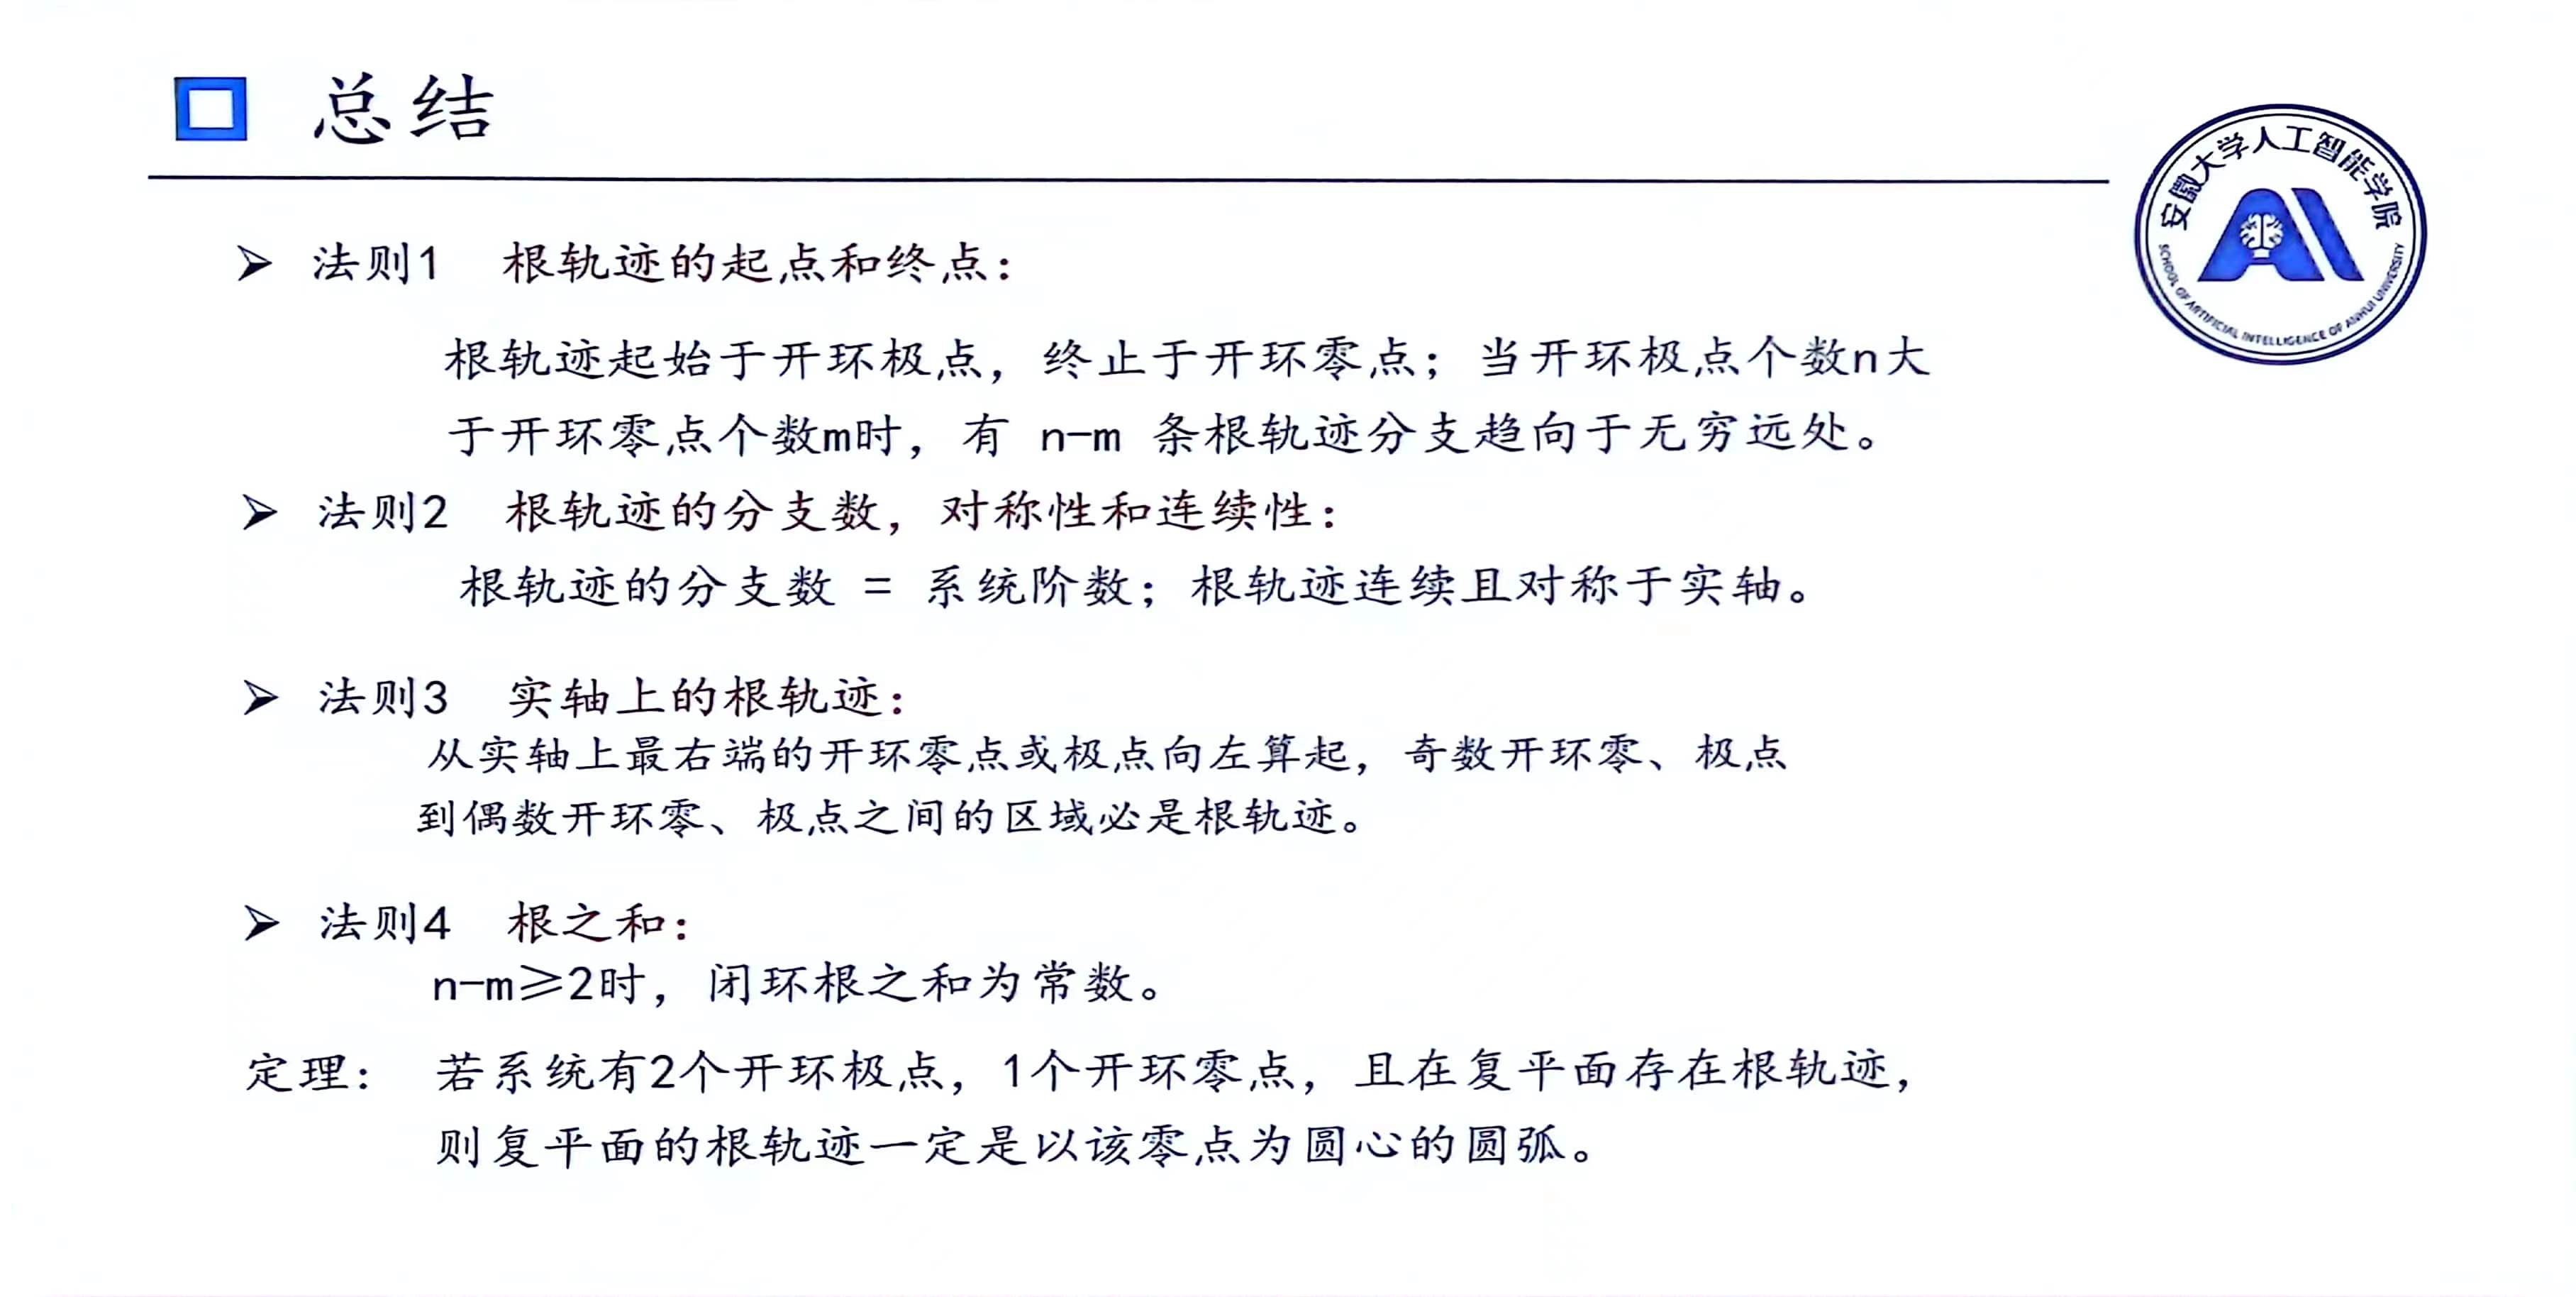 总结
安徽大学人工智能学院
SCHOOL OF ARTIFICIAL INTELLIGENCE OF ANHUI UNIVERSITY
AI
➢ 法则1 根轨迹的起点和终点：
根轨迹起始于开环极点，终止于开环零点；当开环极点个数n大
于开环零点个数m时，有 n-m 条根轨迹分支趋向于无穷远处。
➢ 法则2 根轨迹的分支数，对称性和连续性：
根轨迹的分支数 = 系统阶数；根轨迹连续且对称于实轴。
➢ 法则3 实轴上的根轨迹：
从实轴上最右端的开环零点或极点向左算起，奇数开环零、极点
到偶数开环零、极点之间的区域必是根轨迹。
➢ 法则4 根之和：
n-m≥2时，闭环根之和为常数。
定理： 若系统有2个开环极点，1个开环零点，且在复平面存在根轨迹，
则复平面的根轨迹一定是以该零点为圆心的圆弧。